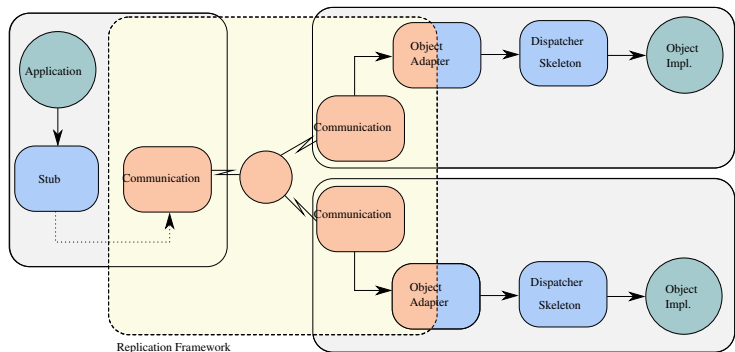 Application
Stub
Communication
Communication
Object
Adapter
Dispatcher
Skeleton
Object
Impl.
Communication
Object
Adapter
Dispatcher
Skeleton
Object
Impl.
Replication Framework